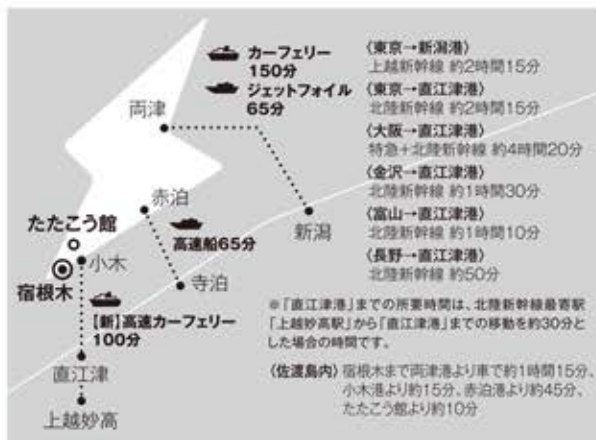 カーフェリー
150分
ジェットフォイル
65分
両津
赤泊
たたこう館
小木
宿根木
高速船65分
新潟
寺泊
【新】高速カーフェリー
100分
直江津
上越妙高
〈東京→新潟港〉
上越新幹線 約2時間15分
〈東京→直江津港〉
北陸新幹線 約2時間15分
〈大阪→直江津港〉
特急+北陸新幹線 約4時間20分
〈金沢→直江津港〉
北陸新幹線 約1時間30分
〈富山→直江津港〉
北陸新幹線 約1時間10分
〈長野→直江津港〉
北陸新幹線 約50分
※「直江津港」までの所要時間は、北陸新幹線最寄駅
「上越妙高駅」から「直江津港」までの移動を約30分と
した場合の時間です。
〈佐渡島内〉宿根木まで両津港より車で約1時間15分、
小木港より約15分、赤泊港より約45分、
たたこう館より約10分